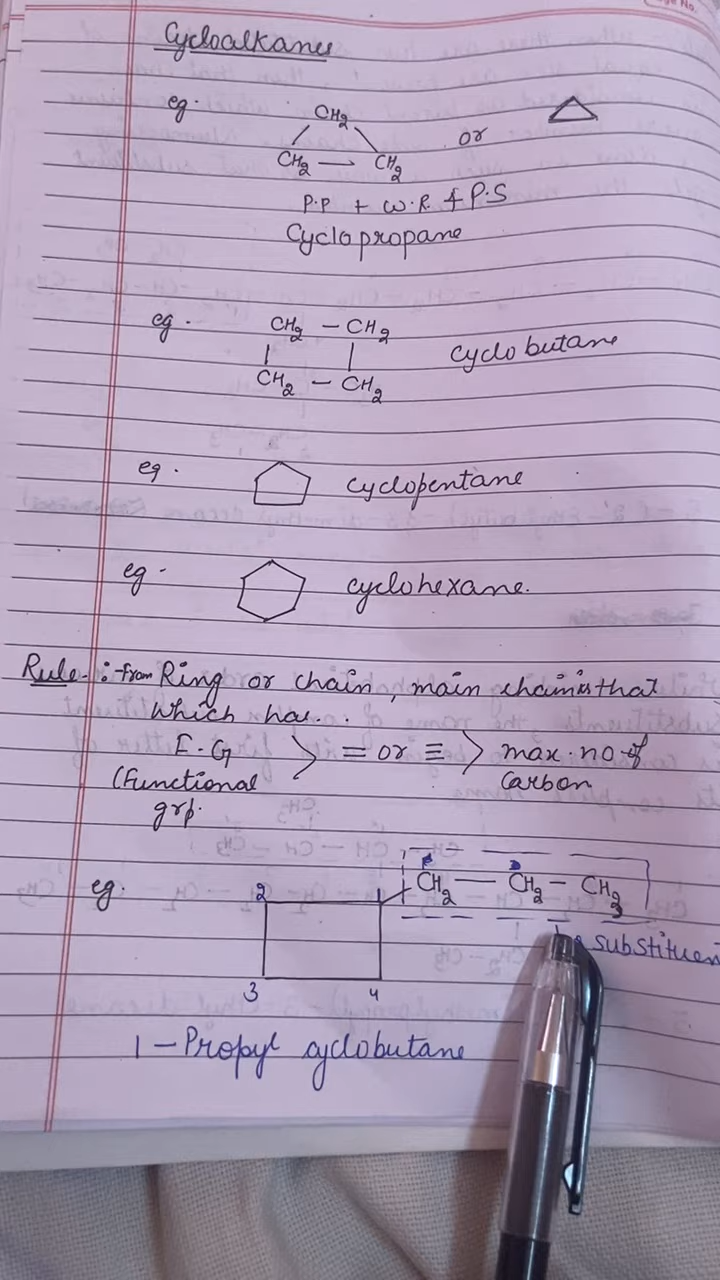 Cycloalkanes
eg. CH2 or
CH2 — CH2
P.P + W.R + P.S
Cyclopropane
eg. CH2 — CH2 cyclobutane
CH2 — CH2
eg. cyclopentane
eg. cyclohexane.
Rule: from Ring or chain, main chain is that
which has..
F.G > = or ≡ > max. no of
(Functional carbon
grp.
eg. 2 1 CH2 — CH2 — CH3
substituen
3 4
1 – Propyl cyclobutane